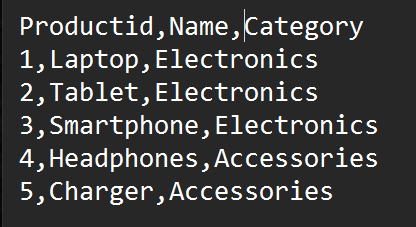 Productid,Name,Category
1,Laptop,Electronics
2,Tablet,Electronics
3,Smartphone,Electronics
4,Headphones,Accessories
5,Charger,Accessories